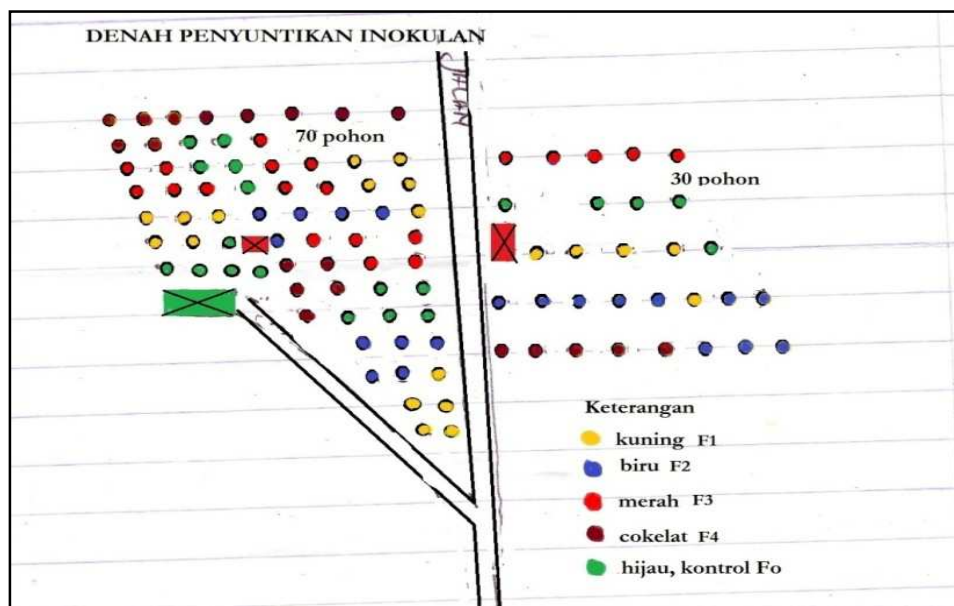 DENAH PENYUNTIKAN INOKULAN
JALAN
70 pohon
30 pohon
Keterangan
kuning F1
biru F2
merah F3
cokelat F4
hijau, kontrol Fo